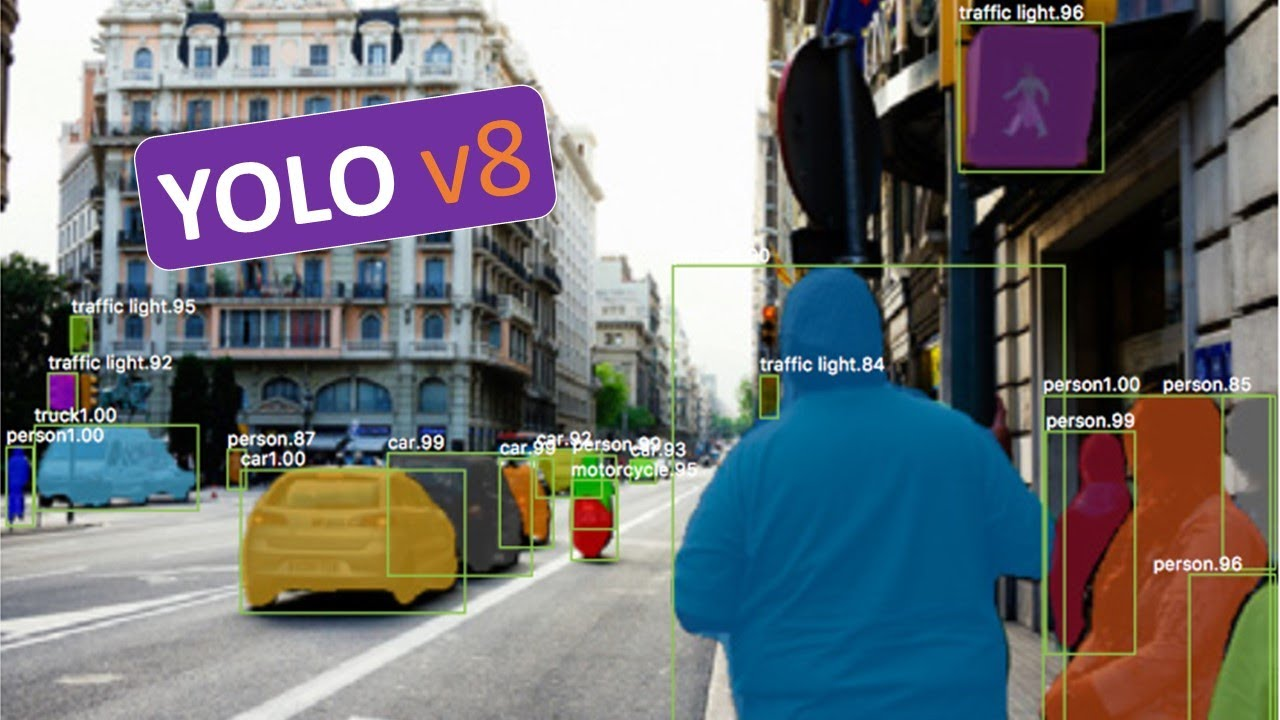 traffic light.96
YOLO v8
traffic light.95
traffic light.92
traffic light.84
truck1.00
person1.00
person.87
car1.00
car.99
car.99
car.92
person.99
car.93
motorcycle.95
person1.00
person.85
person.99
person.96